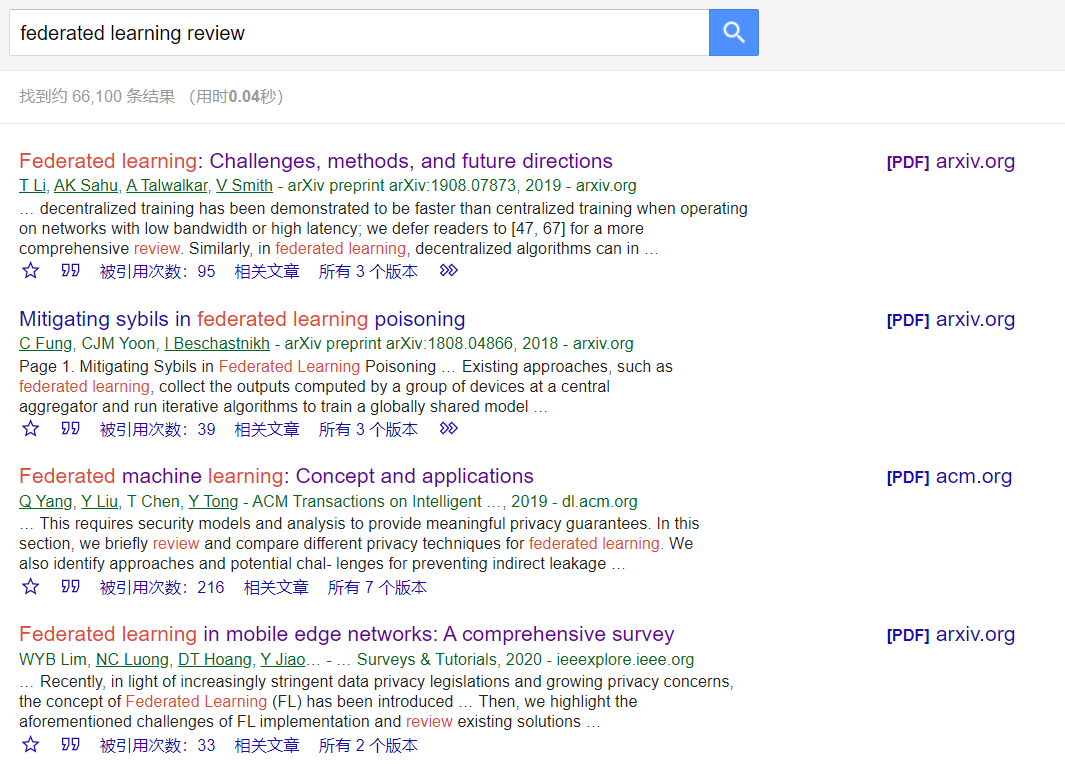 federated learning review
找到约 66,100 条结果 (用时0.04秒)
Federated learning: Challenges, methods, and future directions
[PDF] arxiv.org
T Li, AK Sahu, A Talwalkar, V Smith - arXiv preprint arXiv:1908.07873, 2019 - arxiv.org
… decentralized training has been demonstrated to be faster than centralized training when operating
on networks with low bandwidth or high latency; we defer readers to [47, 67] for a more
comprehensive review. Similarly, in federated learning, decentralized algorithms can in …
被引用次数：95 相关文章 所有 3 个版本
Mitigating sybils in federated learning poisoning
[PDF] arxiv.org
C Fung, CJM Yoon, I Beschastnikh - arXiv preprint arXiv:1808.04866, 2018 - arxiv.org
Page 1. Mitigating Sybils in Federated Learning Poisoning … Existing approaches, such as
federated learning, collect the outputs computed by a group of devices at a central
aggregator and run iterative algorithms to train a globally shared model …
被引用次数：39 相关文章 所有 3 个版本
Federated machine learning: Concept and applications
[PDF] acm.org
Q Yang, Y Liu, T Chen, Y Tong - ACM Transactions on Intelligent …, 2019 - dl.acm.org
… This requires security models and analysis to provide meaningful privacy guarantees. In this
section, we briefly review and compare different privacy techniques for federated learning. We
also identify approaches and potential chal- lenges for preventing indirect leakage …
被引用次数：216 相关文章 所有 7 个版本
Federated learning in mobile edge networks: A comprehensive survey
[PDF] arxiv.org
WYB Lim, NC Luong, DT Hoang, Y Jiao… - … Surveys & Tutorials, 2020 - ieeexplore.ieee.org
… Recently, in light of increasingly stringent data privacy legislations and growing privacy concerns,
the concept of Federated Learning (FL) has been introduced … Then, we highlight the
aforementioned challenges of FL implementation and review existing solutions …
被引用次数：33 相关文章 所有 2 个版本